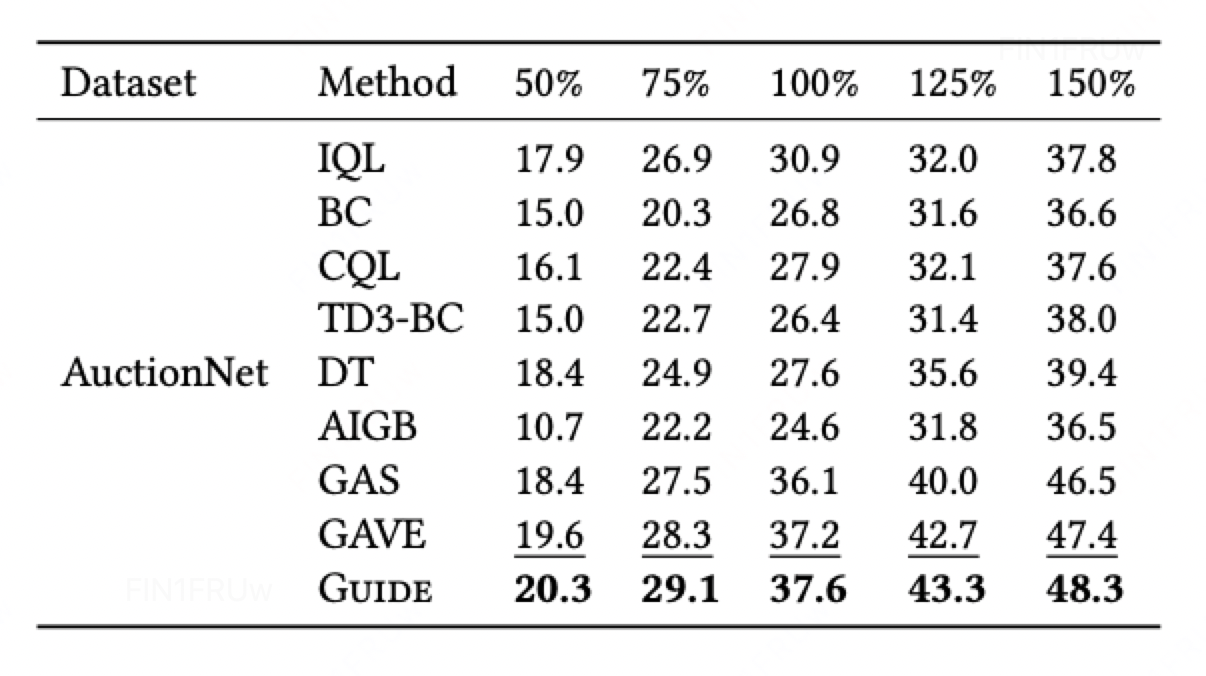 Dataset Method 50% 75% 100% 125% 150%
IQL 17.9 26.9 30.9 32.0 37.8
BC 15.0 20.3 26.8 31.6 36.6
CQL 16.1 22.4 27.9 32.1 37.6
TD3-BC 15.0 22.7 26.4 31.4 38.0
AuctionNet DT 18.4 24.9 27.6 35.6 39.4
AIGB 10.7 22.2 24.6 31.8 36.5
GAS 18.4 27.5 36.1 40.0 46.5
GAVE 19.6 28.3 37.2 42.7 47.4
GUIDE 20.3 29.1 37.6 43.3 48.3
FIN1FRUw
FIN1FRUw